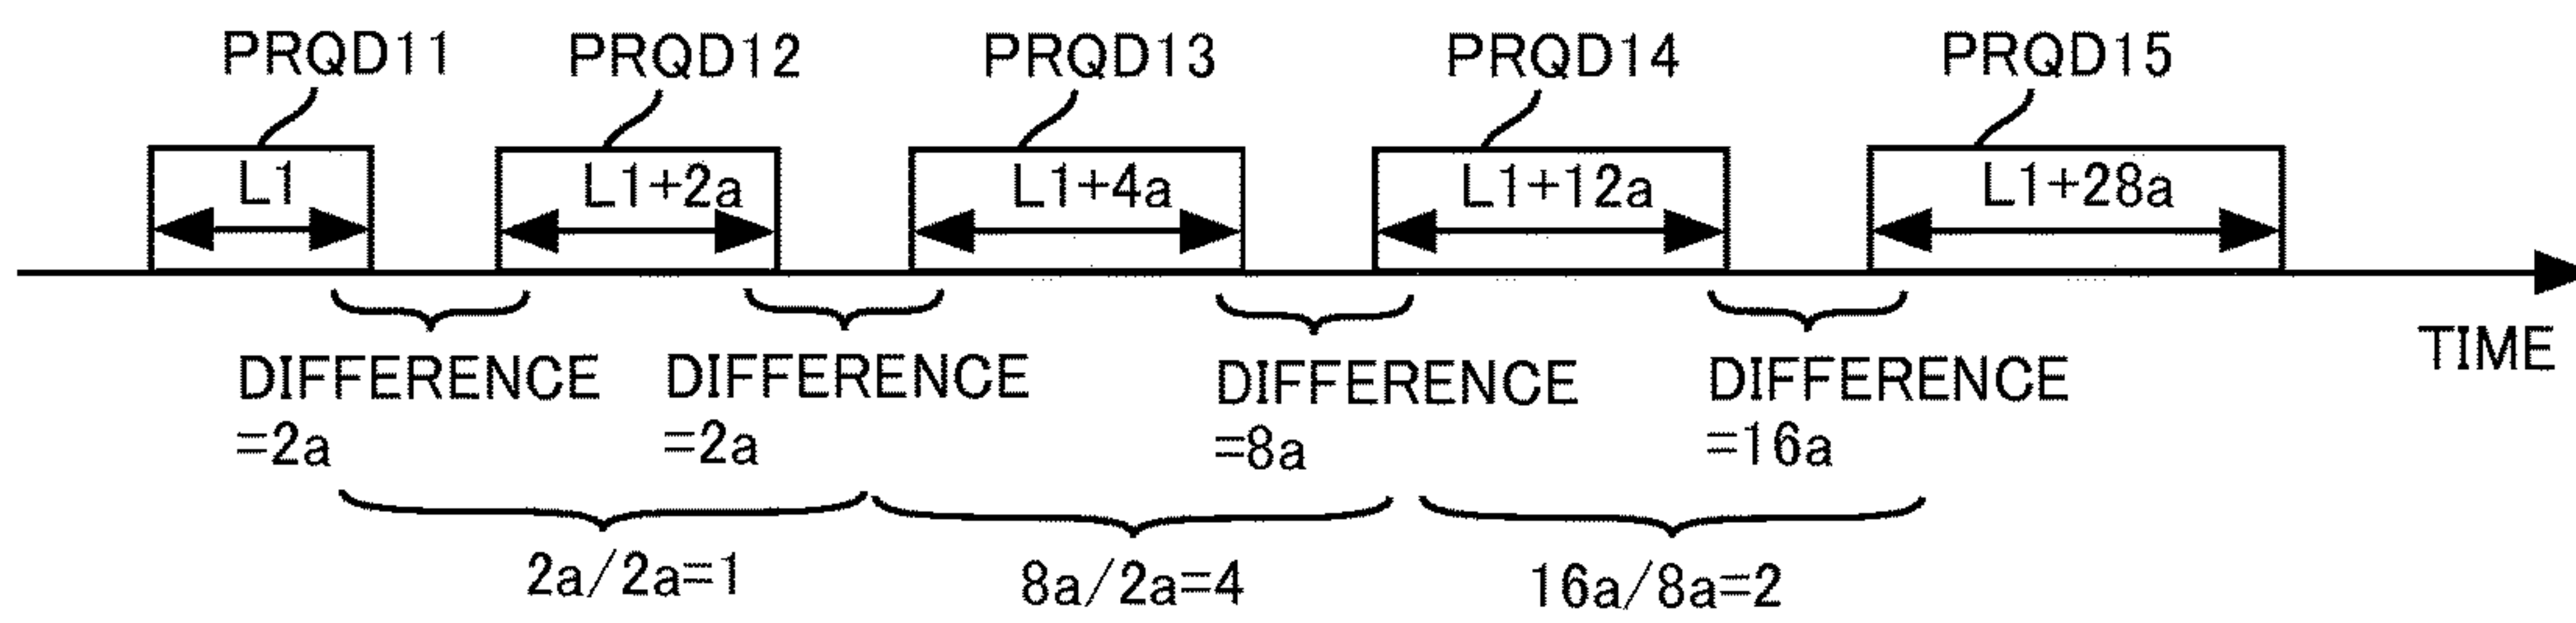 PRQD11 PRQD12 PRQD13 PRQD14 PRQD15
L1 L1+2a L1+4a L1+12a L1+28a
TIME
DIFFERENCE DIFFERENCE DIFFERENCE DIFFERENCE
=2a =2a =8a =16a
2a/2a=1 8a/2a=4 16a/8a=2